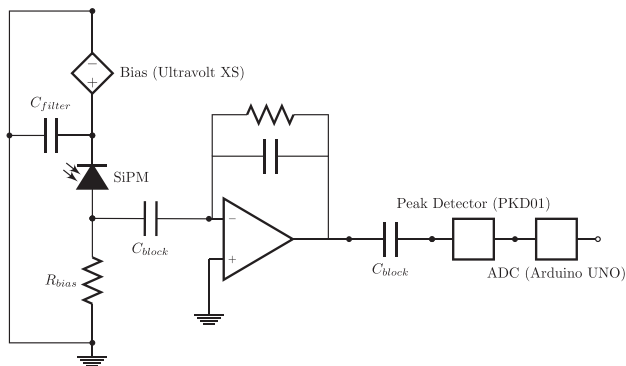 −
+
Bias (Ultravolt XS)
C_filter
SiPM
C_block
R_bias
−
+
Peak Detector (PKD01)
C_block
ADC (Arduino UNO)